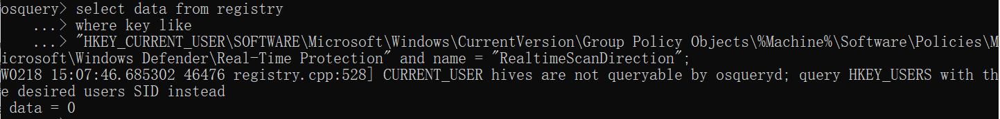 osquery> select data from registry
...> where key like
...> "HKEY_CURRENT_USER\SOFTWARE\Microsoft\Windows\CurrentVersion\Group Policy Objects\%Machine%\Software\Policies\M
icrosoft\Windows Defender\Real-Time Protection" and name = "RealtimeScanDirection";
W0218 15:07:46.685302 46476 registry.cpp:528] CURRENT_USER hives are not queryable by osqueryd; query HKEY_USERS with th
e desired users SID instead
data = 0